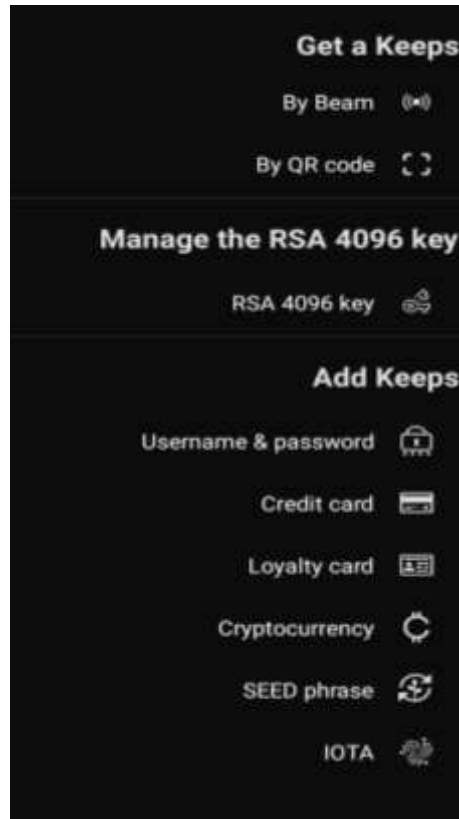 Get a Keeps
By Beam
By QR code
Manage the RSA 4096 key
RSA 4096 key
Add Keeps
Username & password
Credit card
Loyalty card
Cryptocurrency
SEED phrase
IOTA